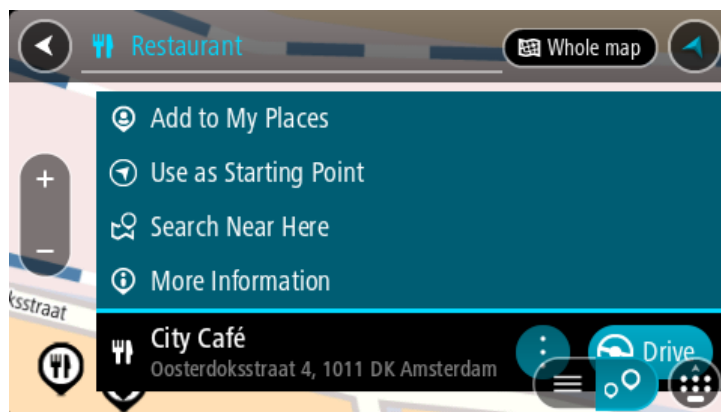 Restaurant
Whole map
Add to My Places
Use as Starting Point
Search Near Here
More Information
ksstraat
City Café
Oosterdoksstraat 4, 1011 DK Amsterdam
Drive